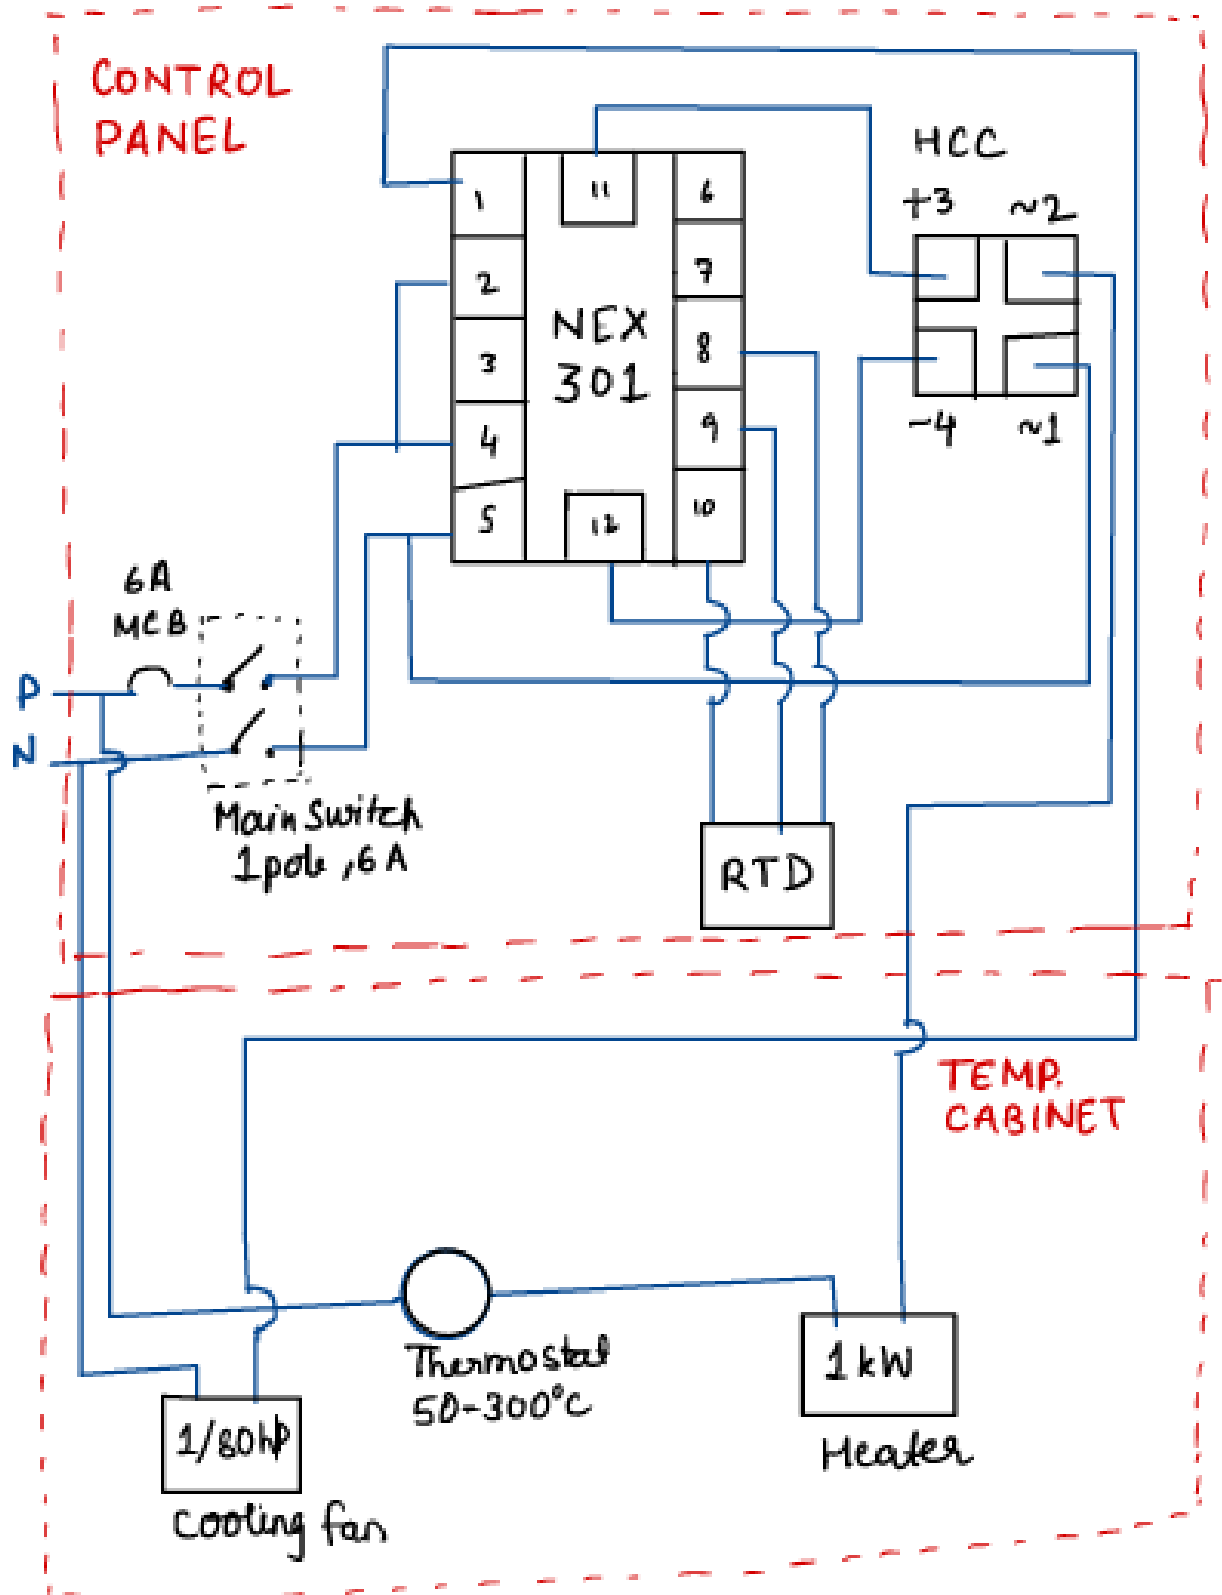 CONTROL
PANEL
HCC
+3
~2
-4
~1
1
2
3
4
5
11
NEX
301
12
6
7
8
9
10
6A
MCB
P
N
Main Switch
1 pole , 6A
RTD
TEMP.
CABINET
Thermostat
50-300°C
1 kW
Heater
1/80hp
Cooling fan